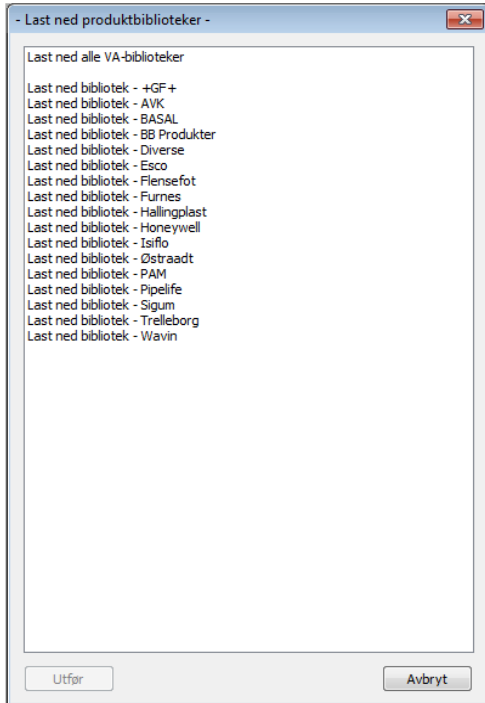 - Last ned produktbiblioteker -
Last ned alle VA-biblioteker
Last ned bibliotek - +GF+
Last ned bibliotek - AVK
Last ned bibliotek - BASAL
Last ned bibliotek - BB Produkter
Last ned bibliotek - Diverse
Last ned bibliotek - Esco
Last ned bibliotek - Flensefot
Last ned bibliotek - Furnes
Last ned bibliotek - Hallingplast
Last ned bibliotek - Honeywell
Last ned bibliotek - Isiflo
Last ned bibliotek - Østraadt
Last ned bibliotek - PAM
Last ned bibliotek - Pipelife
Last ned bibliotek - Sigum
Last ned bibliotek - Trelleborg
Last ned bibliotek - Wavin
Utfør
Avbryt